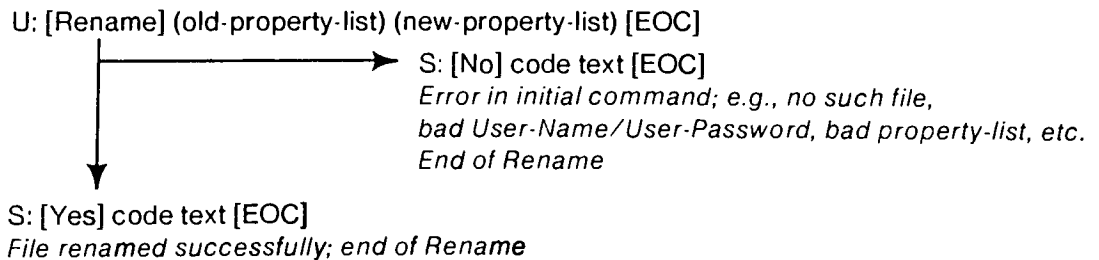 U: [Rename] (old-property-list) (new-property-list) [EOC]
S: [No] code text [EOC]
Error in initial command; e.g., no such file,
bad User-Name/User-Password, bad property-list, etc.
End of Rename
S: [Yes] code text [EOC]
File renamed successfully; end of Rename